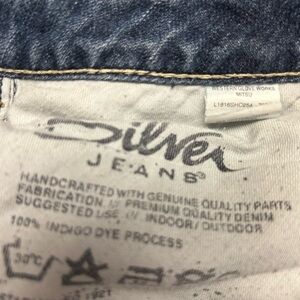 WESTERN GLOVE WORKS
Silver
JEANS®
HANDCRAFTED WITH GENUINE QUALITY PARTS
FABRICATION /// PREMIUM QUALITY DENIM
SUGGESTED USE /// INDOOR/OUTDOOR
100% INDIGO DYE PROCESS
30°C
1921